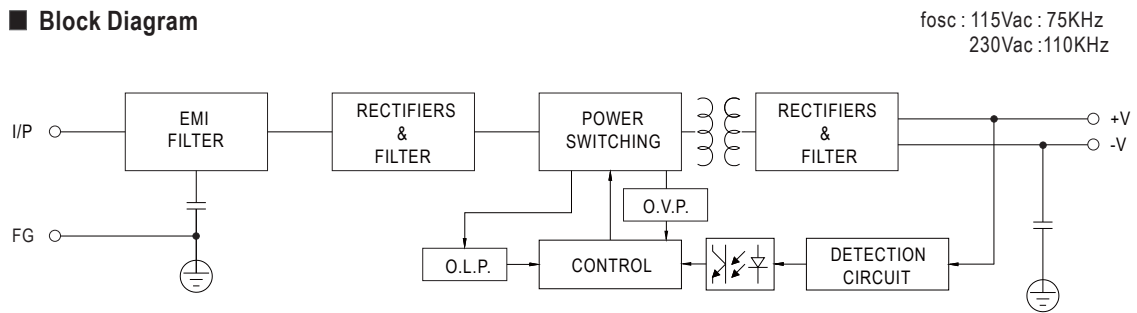 Block Diagram
fosc : 115Vac : 75KHz
230Vac :110KHz
I/P
EMI
FILTER
RECTIFIERS
&
FILTER
POWER
SWITCHING
RECTIFIERS
&
FILTER
+V
-V
O.V.P.
FG
O.L.P.
CONTROL
DETECTION
CIRCUIT